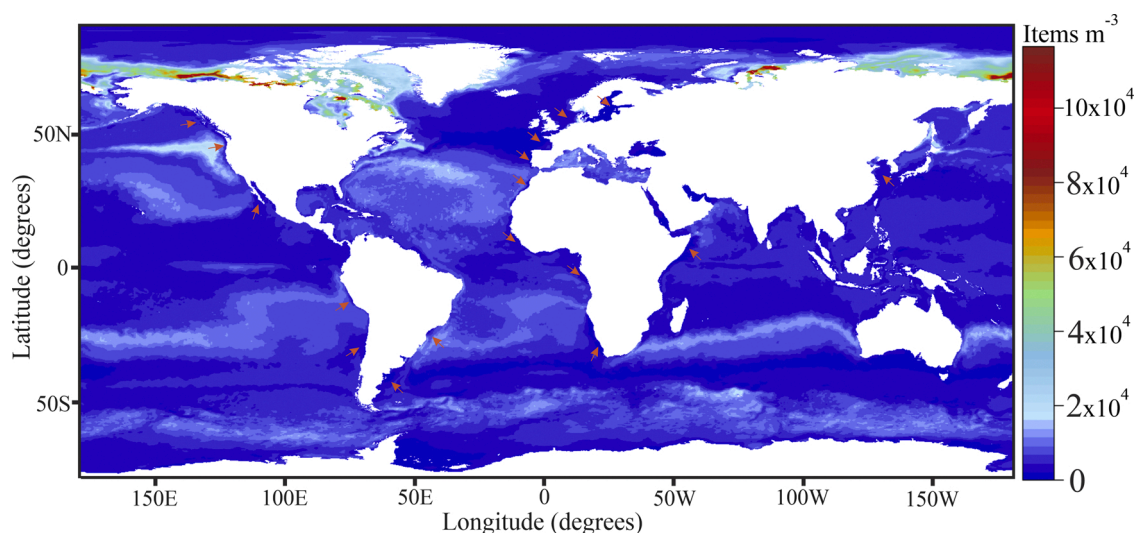 Items m⁻³
10x10⁴
8x10⁴
6x10⁴
4x10⁴
2x10⁴
0
50N
0
50S
Latitude (degrees)
150E 100E 50E 0 50W 100W 150W
Longitude (degrees)